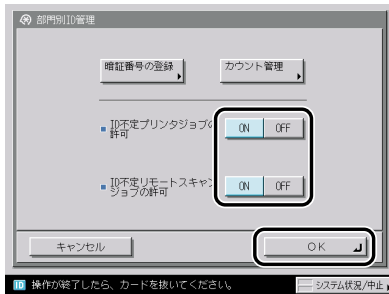 部門別ID管理
暗証番号の登録
カウント管理
ID不定プリンタジョブの
許可
ON OFF
ID不定リモートスキャン
ジョブの許可
ON OFF
キャンセル
OK
ID 操作が終了したら、カードを抜いてください。
システム状況/中止